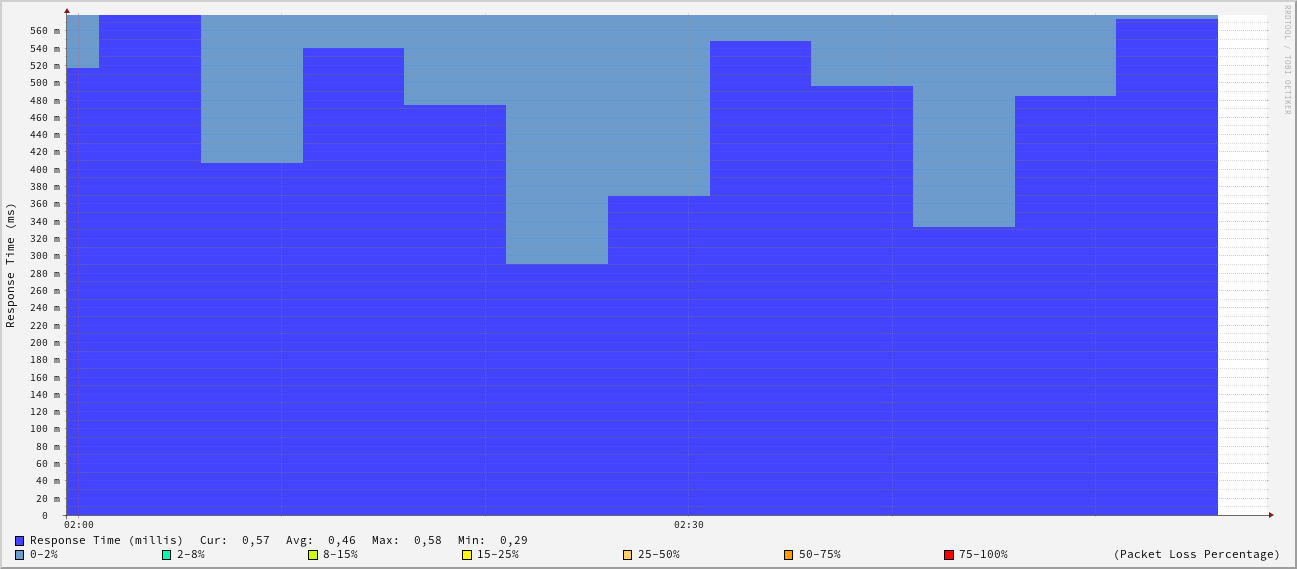 RRDTOOL / TOBI OETIKER
Response Time (ms)
560 m
540 m
520 m
500 m
480 m
460 m
440 m
420 m
400 m
380 m
360 m
340 m
320 m
300 m
280 m
260 m
240 m
220 m
200 m
180 m
160 m
140 m
120 m
100 m
80 m
60 m
40 m
20 m
0
02:00 02:30
Response Time (millis) Cur: 0,57 Avg: 0,46 Max: 0,58 Min: 0,29
0-2% 2-8% 8-15% 15-25% 25-50% 50-75% 75-100% (Packet Loss Percentage)